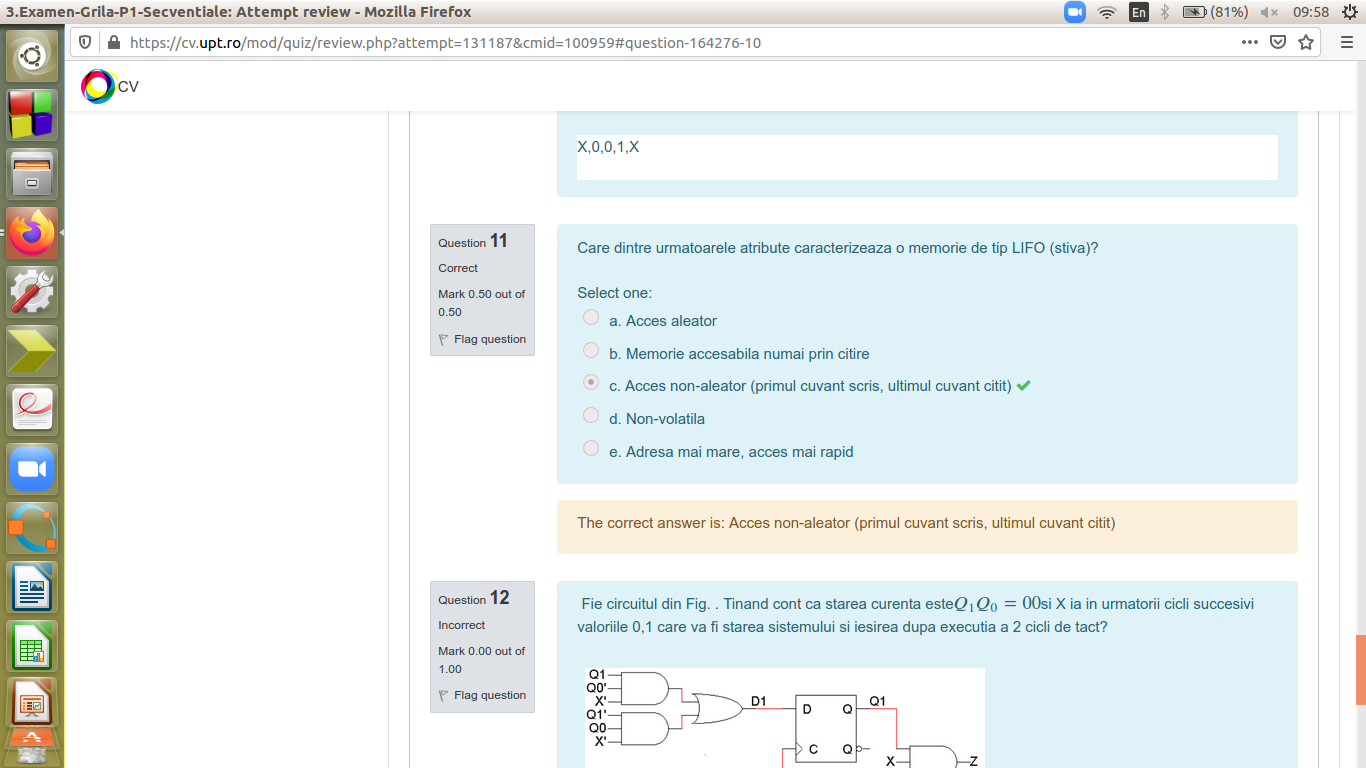 3.Examen-Grila-P1-Secventiale: Attempt review - Mozilla Firefox
En
(81%)
09:58
https://cv.upt.ro/mod/quiz/review.php?attempt=131187&cmid=100959#question-164276-10
CV
X,0,0,1,X
Question 11
Correct
Mark 0.50 out of
0.50
Flag question
Care dintre urmatoarele atribute caracterizeaza o memorie de tip LIFO (stiva)?
Select one:
a. Acces aleator
b. Memorie accesabila numai prin citire
c. Acces non-aleator (primul cuvant scris, ultimul cuvant citit)
d. Non-volatila
e. Adresa mai mare, acces mai rapid
The correct answer is: Acces non-aleator (primul cuvant scris, ultimul cuvant citit)
Question 12
Incorrect
Mark 0.00 out of
1.00
Flag question
Fie circuitul din Fig. . Tinand cont ca starea curenta este Q₁Q₀ = 00si X ia in urmatorii cicli succesivi
valoriile 0,1 care va fi starea sistemului si iesirea dupa executia a 2 cicli de tact?
Q1
Q0'
X'
Q1'
Q0
X'
D1
D
Q
Q1
C
Q
X
Z